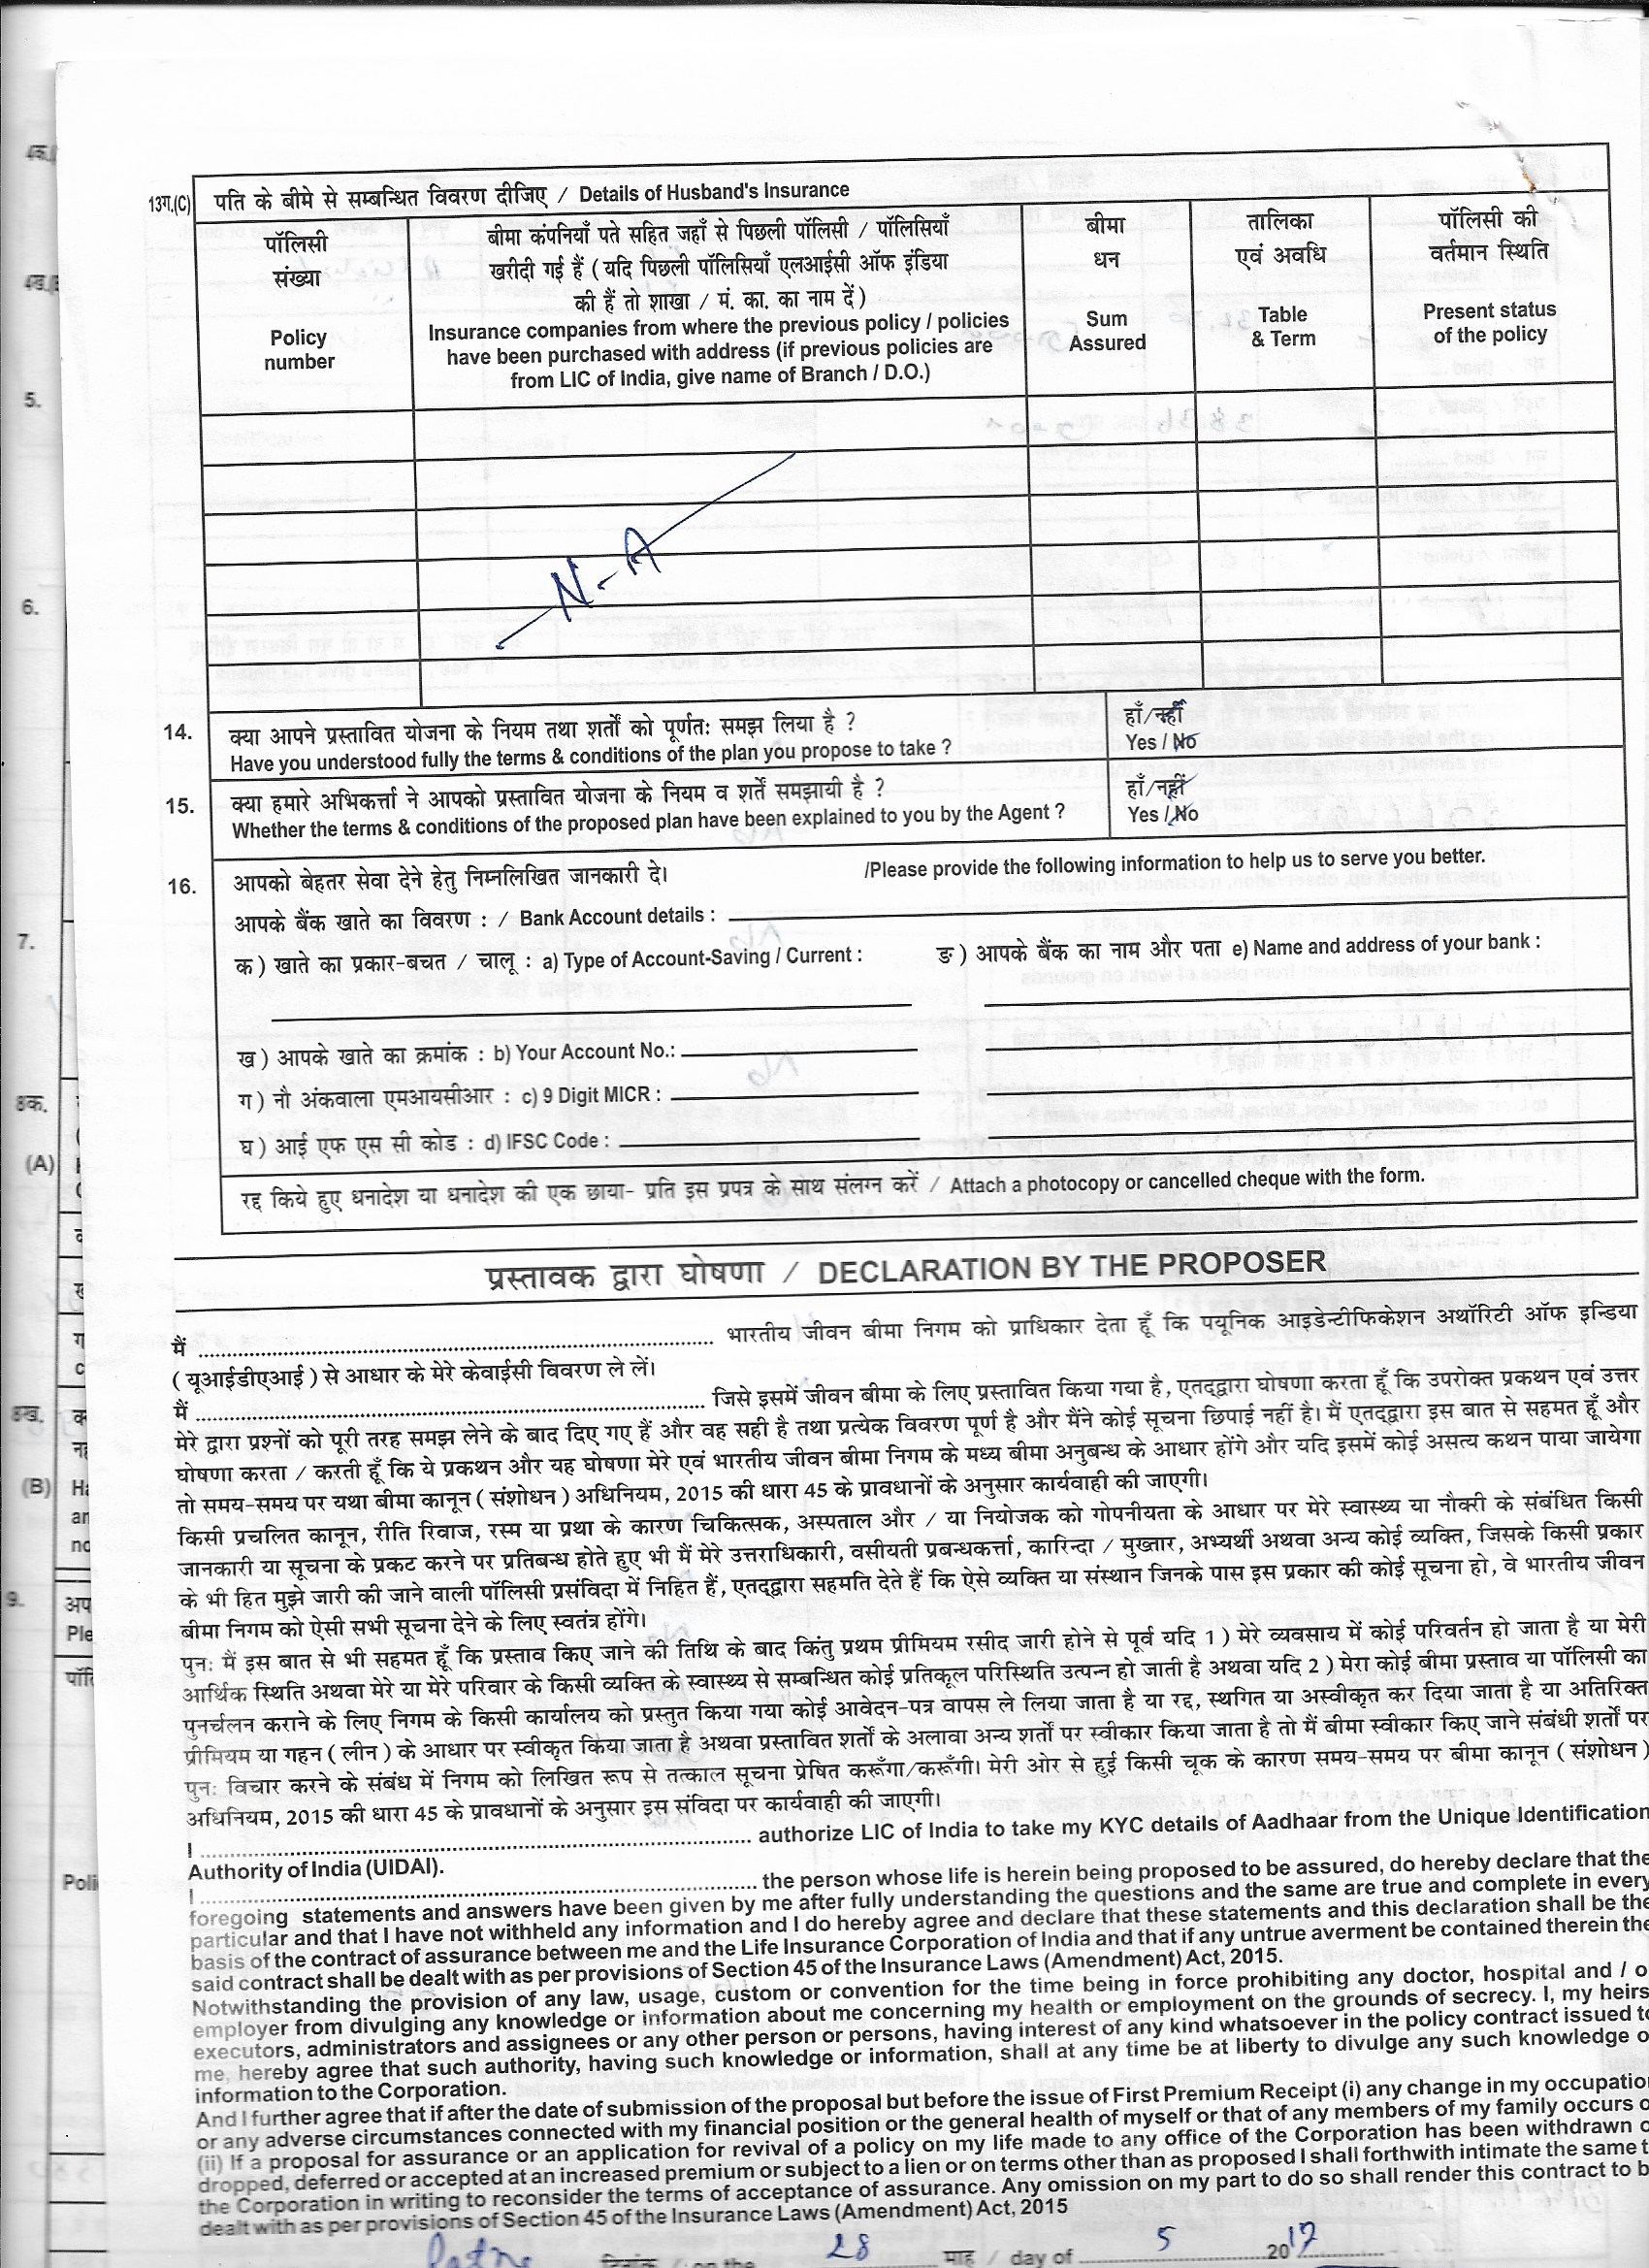 13ग.(C) पति के बीमे से सम्बन्धित विवरण दीजिए / Details of Husband's Insurance
पॉलिसी
संख्या
Policy
number
बीमा कंपनियाँ पते सहित जहाँ से पिछली पॉलिसी / पॉलिसियाँ
खरीदी गई हैं ( यदि पिछली पॉलिसियाँ एलआईसी ऑफ इंडिया
की हैं तो शाखा / मं. का. का नाम दें )
Insurance companies from where the previous policy / policies
have been purchased with address (if previous policies are
from LIC of India, give name of Branch / D.O.)
बीमा
धन
Sum
Assured
तालिका
एवं अवधि
Table
& Term
पॉलिसी की
वर्तमान स्थिति
Present status
of the policy
N-A
14. क्या आपने प्रस्तावित योजना के नियम तथा शर्तों को पूर्णतः समझ लिया है ? हाँ/नहीं
Have you understood fully the terms & conditions of the plan you propose to take ? Yes / No
15. क्या हमारे अभिकर्त्ता ने आपको प्रस्तावित योजना के नियम व शर्तें समझायी है ? हाँ/नहीं
Whether the terms & conditions of the proposed plan have been explained to you by the Agent ? Yes / No
16. आपको बेहतर सेवा देने हेतु निम्नलिखित जानकारी दे। /Please provide the following information to help us to serve you better.
आपके बैंक खाते का विवरण : / Bank Account details :
क ) खाते का प्रकार-बचत / चालू : a) Type of Account-Saving / Current : ङ ) आपके बैंक का नाम और पता e) Name and address of your bank :
ख ) आपके खाते का क्रमांक : b) Your Account No.:
ग ) नौ अंकवाला एमआयसीआर : c) 9 Digit MICR :
घ ) आई एफ एस सी कोड : d) IFSC Code :
रद्द किये हुए धनादेश या धनादेश की एक छाया- प्रति इस प्रपत्र के साथ संलग्न करें / Attach a photocopy or cancelled cheque with the form.
प्रस्तावक द्वारा घोषणा / DECLARATION BY THE PROPOSER
मैं ........ भारतीय जीवन बीमा निगम को प्राधिकार देता हूँ कि पयूनिक आइडेन्टीफिकेशन अथॉरिटी ऑफ इन्डिया
( यूआईडीएआई ) से आधार के मेरे केवाईसी विवरण ले लें।
मैं ........ जिसे इसमें जीवन बीमा के लिए प्रस्तावित किया गया है, एतद्द्वारा घोषणा करता हूँ कि उपरोक्त प्रकथन एवं उत्तर
मेरे द्वारा प्रश्नों को पूरी तरह समझ लेने के बाद दिए गए हैं और वह सही है तथा प्रत्येक विवरण पूर्ण है और मैंने कोई सूचना छिपाई नहीं है। मैं एतद्द्वारा इस बात से सहमत हूँ और
घोषणा करता / करती हूँ कि ये प्रकथन और यह घोषणा मेरे एवं भारतीय जीवन बीमा निगम के मध्य बीमा अनुबन्ध के आधार होंगे और यदि इसमें कोई असत्य कथन पाया जायेगा
तो समय-समय पर यथा बीमा कानून ( संशोधन ) अधिनियम, 2015 की धारा 45 के प्रावधानों के अनुसार कार्यवाही की जाएगी।
किसी प्रचलित कानून, रीति रिवाज, रस्म या प्रथा के कारण चिकित्सक, अस्पताल और / या नियोजक को गोपनीयता के आधार पर मेरे स्वास्थ्य या नौकरी के संबंधित किसी
जानकारी या सूचना के प्रकट करने पर प्रतिबन्ध होते हुए भी मैं मेरे उत्तराधिकारी, वसीयती प्रबन्धकर्त्ता, कारिन्दा / मुख्तार, अभ्यर्थी अथवा अन्य कोई व्यक्ति, जिसके किसी प्रकार
के भी हित मुझे जारी की जाने वाली पॉलिसी प्रसंविदा में निहित हैं, एतद्द्वारा सहमति देते हैं कि ऐसे व्यक्ति या संस्थान जिनके पास इस प्रकार की कोई सूचना हो, वे भारतीय जीवन
बीमा निगम को ऐसी सभी सूचना देने के लिए स्वतंत्र होंगे।
पुनः मैं इस बात से भी सहमत हूँ कि प्रस्ताव किए जाने की तिथि के बाद किंतु प्रथम प्रीमियम रसीद जारी होने से पूर्व यदि 1 ) मेरे व्यवसाय में कोई परिवर्तन हो जाता है या मेरी
आर्थिक स्थिति अथवा मेरे या मेरे परिवार के किसी व्यक्ति के स्वास्थ्य से सम्बन्धित कोई प्रतिकूल परिस्थिति उत्पन्न हो जाती है अथवा यदि 2 ) मेरा कोई बीमा प्रस्ताव या पॉलिसी का
पुनर्चलन कराने के लिए निगम के किसी कार्यालय को प्रस्तुत किया गया कोई आवेदन-पत्र वापस ले लिया जाता है या रद्द, स्थगित या अस्वीकृत कर दिया जाता है या अतिरिक्त
प्रीमियम या गहन ( लीन ) के आधार पर स्वीकृत किया जाता है अथवा प्रस्तावित शर्तों के अलावा अन्य शर्तों पर स्वीकार किया जाता है तो मैं बीमा स्वीकार किए जाने संबंधी शर्तों पर
पुनः विचार करने के संबंध में निगम को लिखित रूप से तत्काल सूचना प्रेषित करूँगा/करूँगी। मेरी ओर से हुई किसी चूक के कारण समय-समय पर बीमा कानून ( संशोधन )
अधिनियम, 2015 की धारा 45 के प्रावधानों के अनुसार इस संविदा पर कार्यवाही की जाएगी।
I ........ authorize LIC of India to take my KYC details of Aadhaar from the Unique Identification
Authority of India (UIDAI).
I ........ the person whose life is herein being proposed to be assured, do hereby declare that the
foregoing statements and answers have been given by me after fully understanding the questions and the same are true and complete in every
particular and that I have not withheld any information and I do hereby agree and declare that these statements and this declaration shall be the
basis of the contract of assurance between me and the Life Insurance Corporation of India and that if any untrue averment be contained therein the
said contract shall be dealt with as per provisions of Section 45 of the Insurance Laws (Amendment) Act, 2015.
Notwithstanding the provision of any law, usage, custom or convention for the time being in force prohibiting any doctor, hospital and / o
employer from divulging any knowledge or information about me concerning my health or employment on the grounds of secrecy. I, my heirs
executors, administrators and assignees or any other person or persons, having interest of any kind whatsoever in the policy contract issued to
me, hereby agree that such authority, having such knowledge or information, shall at any time be at liberty to divulge any such knowledge o
information to the Corporation.
And I further agree that if after the date of submission of the proposal but before the issue of First Premium Receipt (i) any change in my occupation
or any adverse circumstances connected with my financial position or the general health of myself or that of any members of my family occurs o
(ii) If a proposal for assurance or an application for revival of a policy on my life made to any office of the Corporation has been withdrawn o
dropped, deferred or accepted at an increased premium or subject to a lien or on terms other than as proposed I shall forthwith intimate the same t
the Corporation in writing to reconsider the terms of acceptance of assurance. Any omission on my part to do so shall render this contract to b
dealt with as per provisions of Section 45 of the Insurance Laws (Amendment) Act, 2015
दिनांक / on the 28 माह / day of 5 2017
4क.
5.
6.
7.
8क.
(A)
8ख.
(B)
9. अप
Ple
Poli